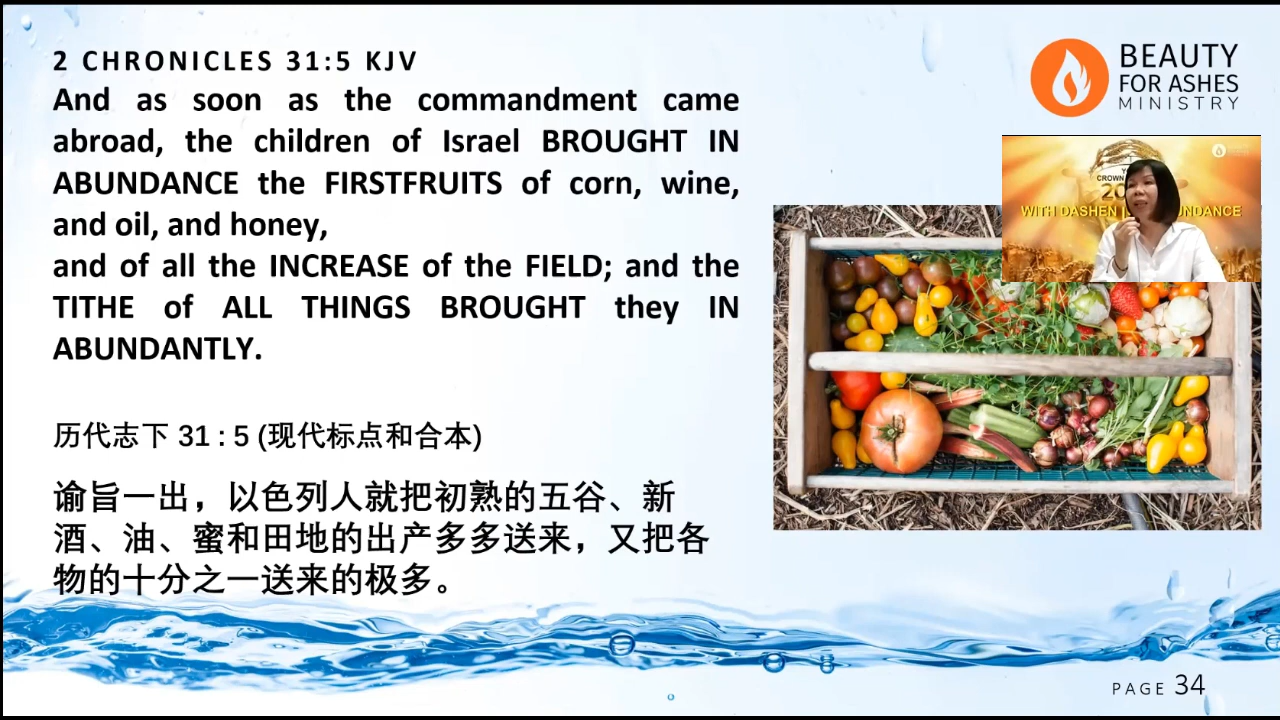 2 CHRONICLES 31:5 KJV
And as soon as the commandment came
abroad, the children of Israel BROUGHT IN
ABUNDANCE the FIRSTFRUITS of corn, wine,
and oil, and honey,
and of all the INCREASE of the FIELD; and the
TITHE of ALL THINGS BROUGHT they IN
ABUNDANTLY.
历代志下 31 : 5 (现代标点和合本)
谕旨一出，以色列人就把初熟的五谷、新
酒、油、蜜和田地的出产多多送来，又把各
物的十分之一送来的极多。
BEAUTY
FOR ASHES
MINISTRY
CROWN
20
WITH DASHEN
PAGE 34